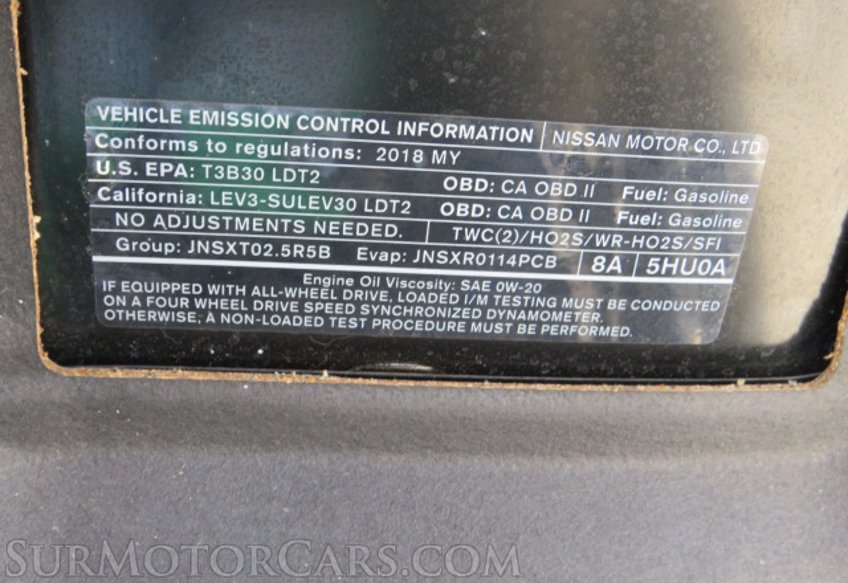 VEHICLE EMISSION CONTROL INFORMATION NISSAN MOTOR CO., LTD
Conforms to regulations: 2018 MY
U.S. EPA: T3B30 LDT2 OBD: CA OBD II Fuel: Gasoline
California: LEV3-SULEV30 LDT2 OBD: CA OBD II Fuel: Gasoline
NO ADJUSTMENTS NEEDED. TWC(2)/HO2S/WR-HO2S/SFI
Group: JNSXT02.5R5B Evap: JNSXR0114PCB 8A 5HU0A
Engine Oil Viscosity: SAE 0W-20
IF EQUIPPED WITH ALL-WHEEL DRIVE, LOADED I/M TESTING MUST BE CONDUCTED
ON A FOUR WHEEL DRIVE SPEED SYNCHRONIZED DYNAMOMETER.
OTHERWISE, A NON-LOADED TEST PROCEDURE MUST BE PERFORMED.
SURMOTORCARS.COM